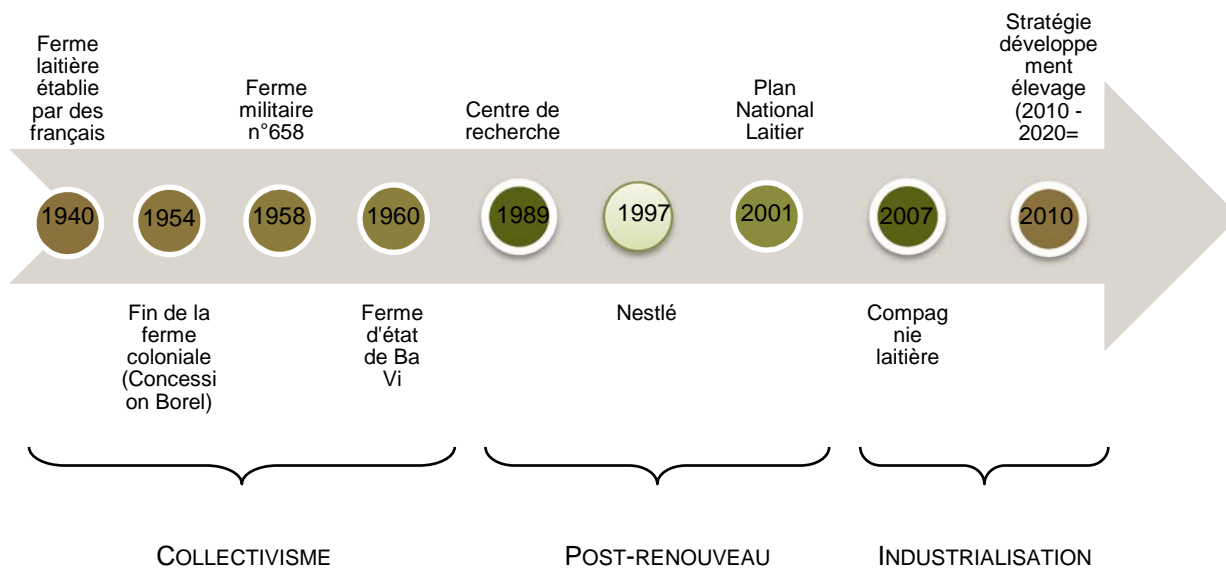 Ferme
laitière
établie
par des
français
Ferme
militaire
n°658
Centre de
recherche
Plan
National
Laitier
Stratégie
développe
ment
élevage
(2010 -
2020=
1940
1954
1958
1960
1989
1997
2001
2007
2010
Fin de la
ferme
coloniale
(Concessi
on Borel)
Ferme
d'état
de Ba
Vi
Nestlé
Compag
nie
laitière
COLLECTIVISME
POST-RENOUVEAU
INDUSTRIALISATION